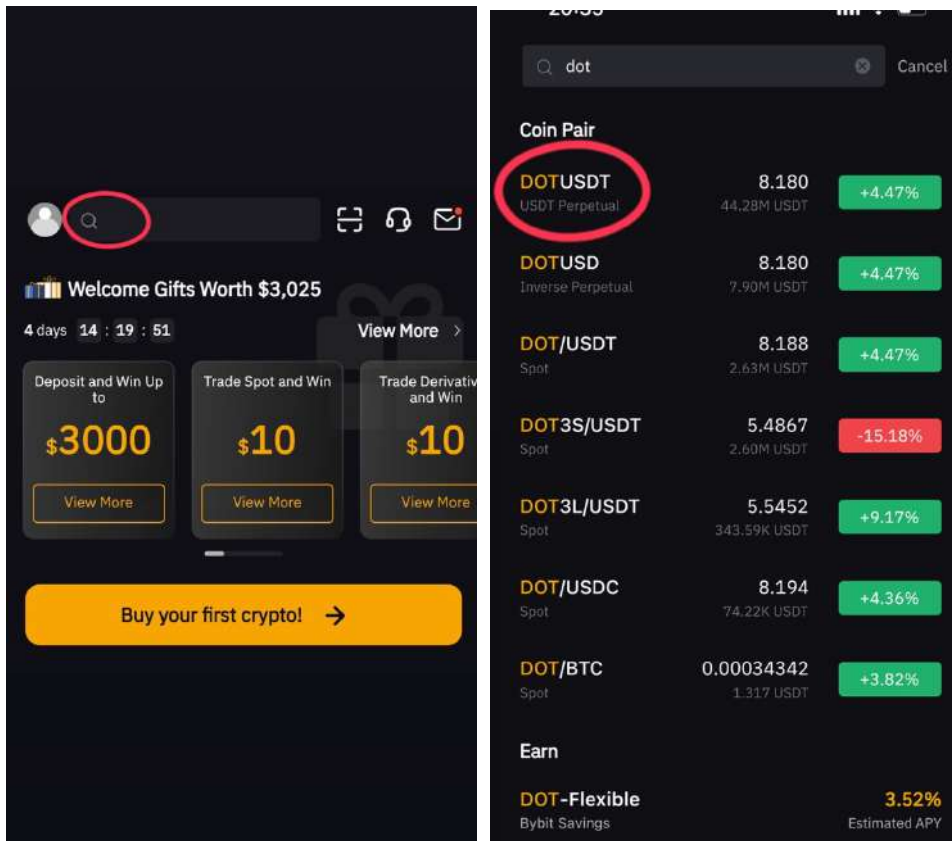 Welcome Gifts Worth $3,025
4 days 14 : 19 : 51
View More >
Deposit and Win Up
to
$3000
View More
Trade Spot and Win
$10
View More
Trade Derivativ
and Win
$10
View More
Buy your first crypto! →
dot
Cancel
Coin Pair
DOTUSDT 8.180 +4.47%
USDT Perpetual 44.28M USDT
DOTUSD 8.180 +4.47%
Inverse Perpetual 7.90M USDT
DOT/USDT 8.188 +4.47%
Spot 2.63M USDT
DOT3S/USDT 5.4867 -15.18%
Spot 2.60M USDT
DOT3L/USDT 5.5452 +9.17%
Spot 343.59K USDT
DOT/USDC 8.194 +4.36%
Spot 74.22K USDT
DOT/BTC 0.00034342 +3.82%
Spot 1.317 USDT
Earn
DOT-Flexible 3.52%
Bybit Savings Estimated APY